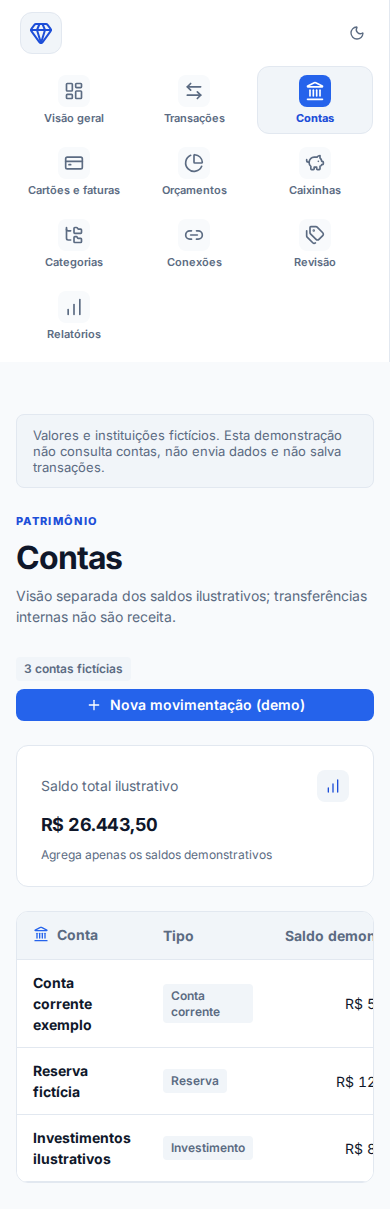 Visão geral
Transações
Contas
Cartões e faturas
Orçamentos
Caixinhas
Categorias
Conexões
Revisão
Relatórios
Valores e instituições fictícios. Esta demonstração
não consulta contas, não envia dados e não salva
transações.
PATRIMÔNIO
Contas
Visão separada dos saldos ilustrativos; transferências
internas não são receita.
3 contas fictícias
Nova movimentação (demo)
Saldo total ilustrativo
R$ 26.443,50
Agrega apenas os saldos demonstrativos
Conta
Tipo
Saldo demon
Conta
corrente
exemplo
Conta
corrente
R$ 5
Reserva
fictícia
Reserva
R$ 12
Investimentos
ilustrativos
Investimento
R$ 8